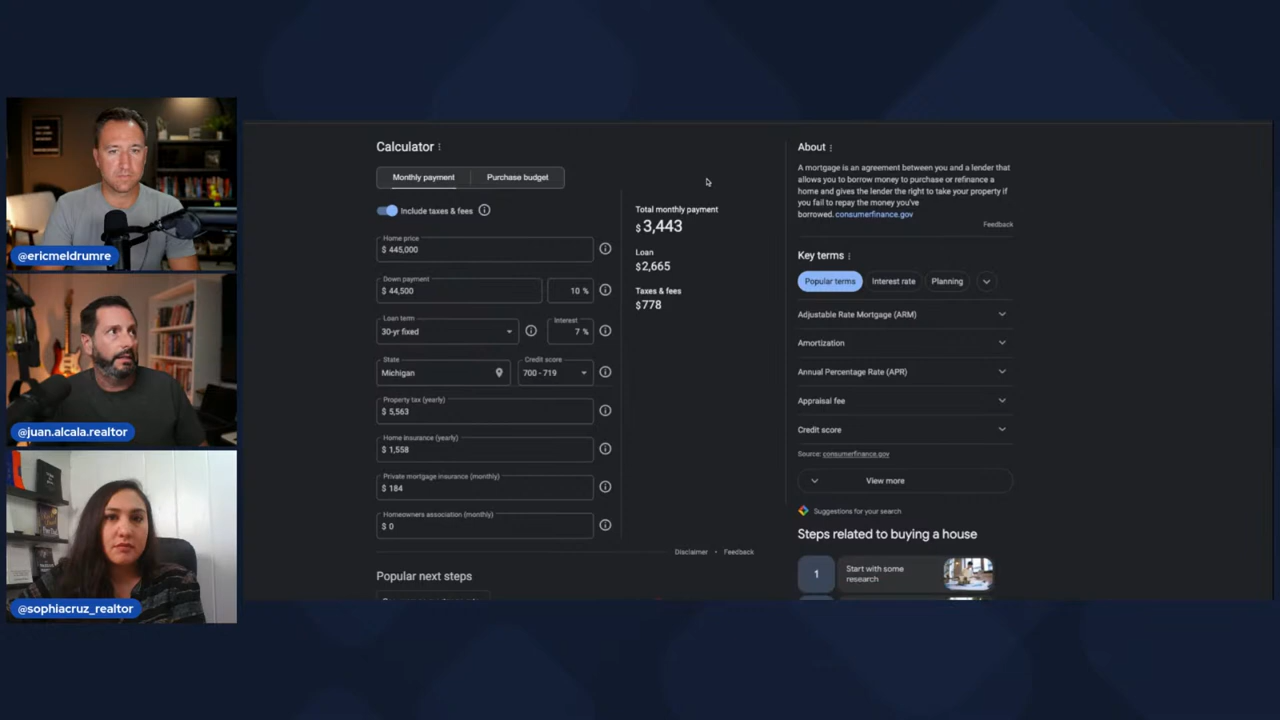 @ericmeldrumre
@juan.alcala.realtor
@sophiacruz_realtor
Calculator
Monthly payment
Purchase budget
Include taxes & fees
Home price
$ 445,000
Down payment
$ 44,500
10 %
Loan term
30-yr fixed
Interest
7 %
State
Michigan
Credit score
700 - 719
Property tax (yearly)
$ 5,563
Home insurance (yearly)
$ 1,558
Private mortgage insurance (monthly)
$ 184
Homeowners association (monthly)
$ 0
Total monthly payment
$ 3,443
Loan
$2,665
Taxes & fees
$778
Disclaimer • Feedback
Popular next steps
About
A mortgage is an agreement between you and a lender that
allows you to borrow money to purchase or refinance a
home and gives the lender the right to take your property if
you fail to repay the money you've
borrowed. consumerfinance.gov
Feedback
Key terms
Popular terms
Interest rate
Planning
Adjustable Rate Mortgage (ARM)
Amortization
Annual Percentage Rate (APR)
Appraisal fee
Credit score
Source: consumerfinance.gov
View more
Suggestions for your search
Steps related to buying a house
1
Start with some
research